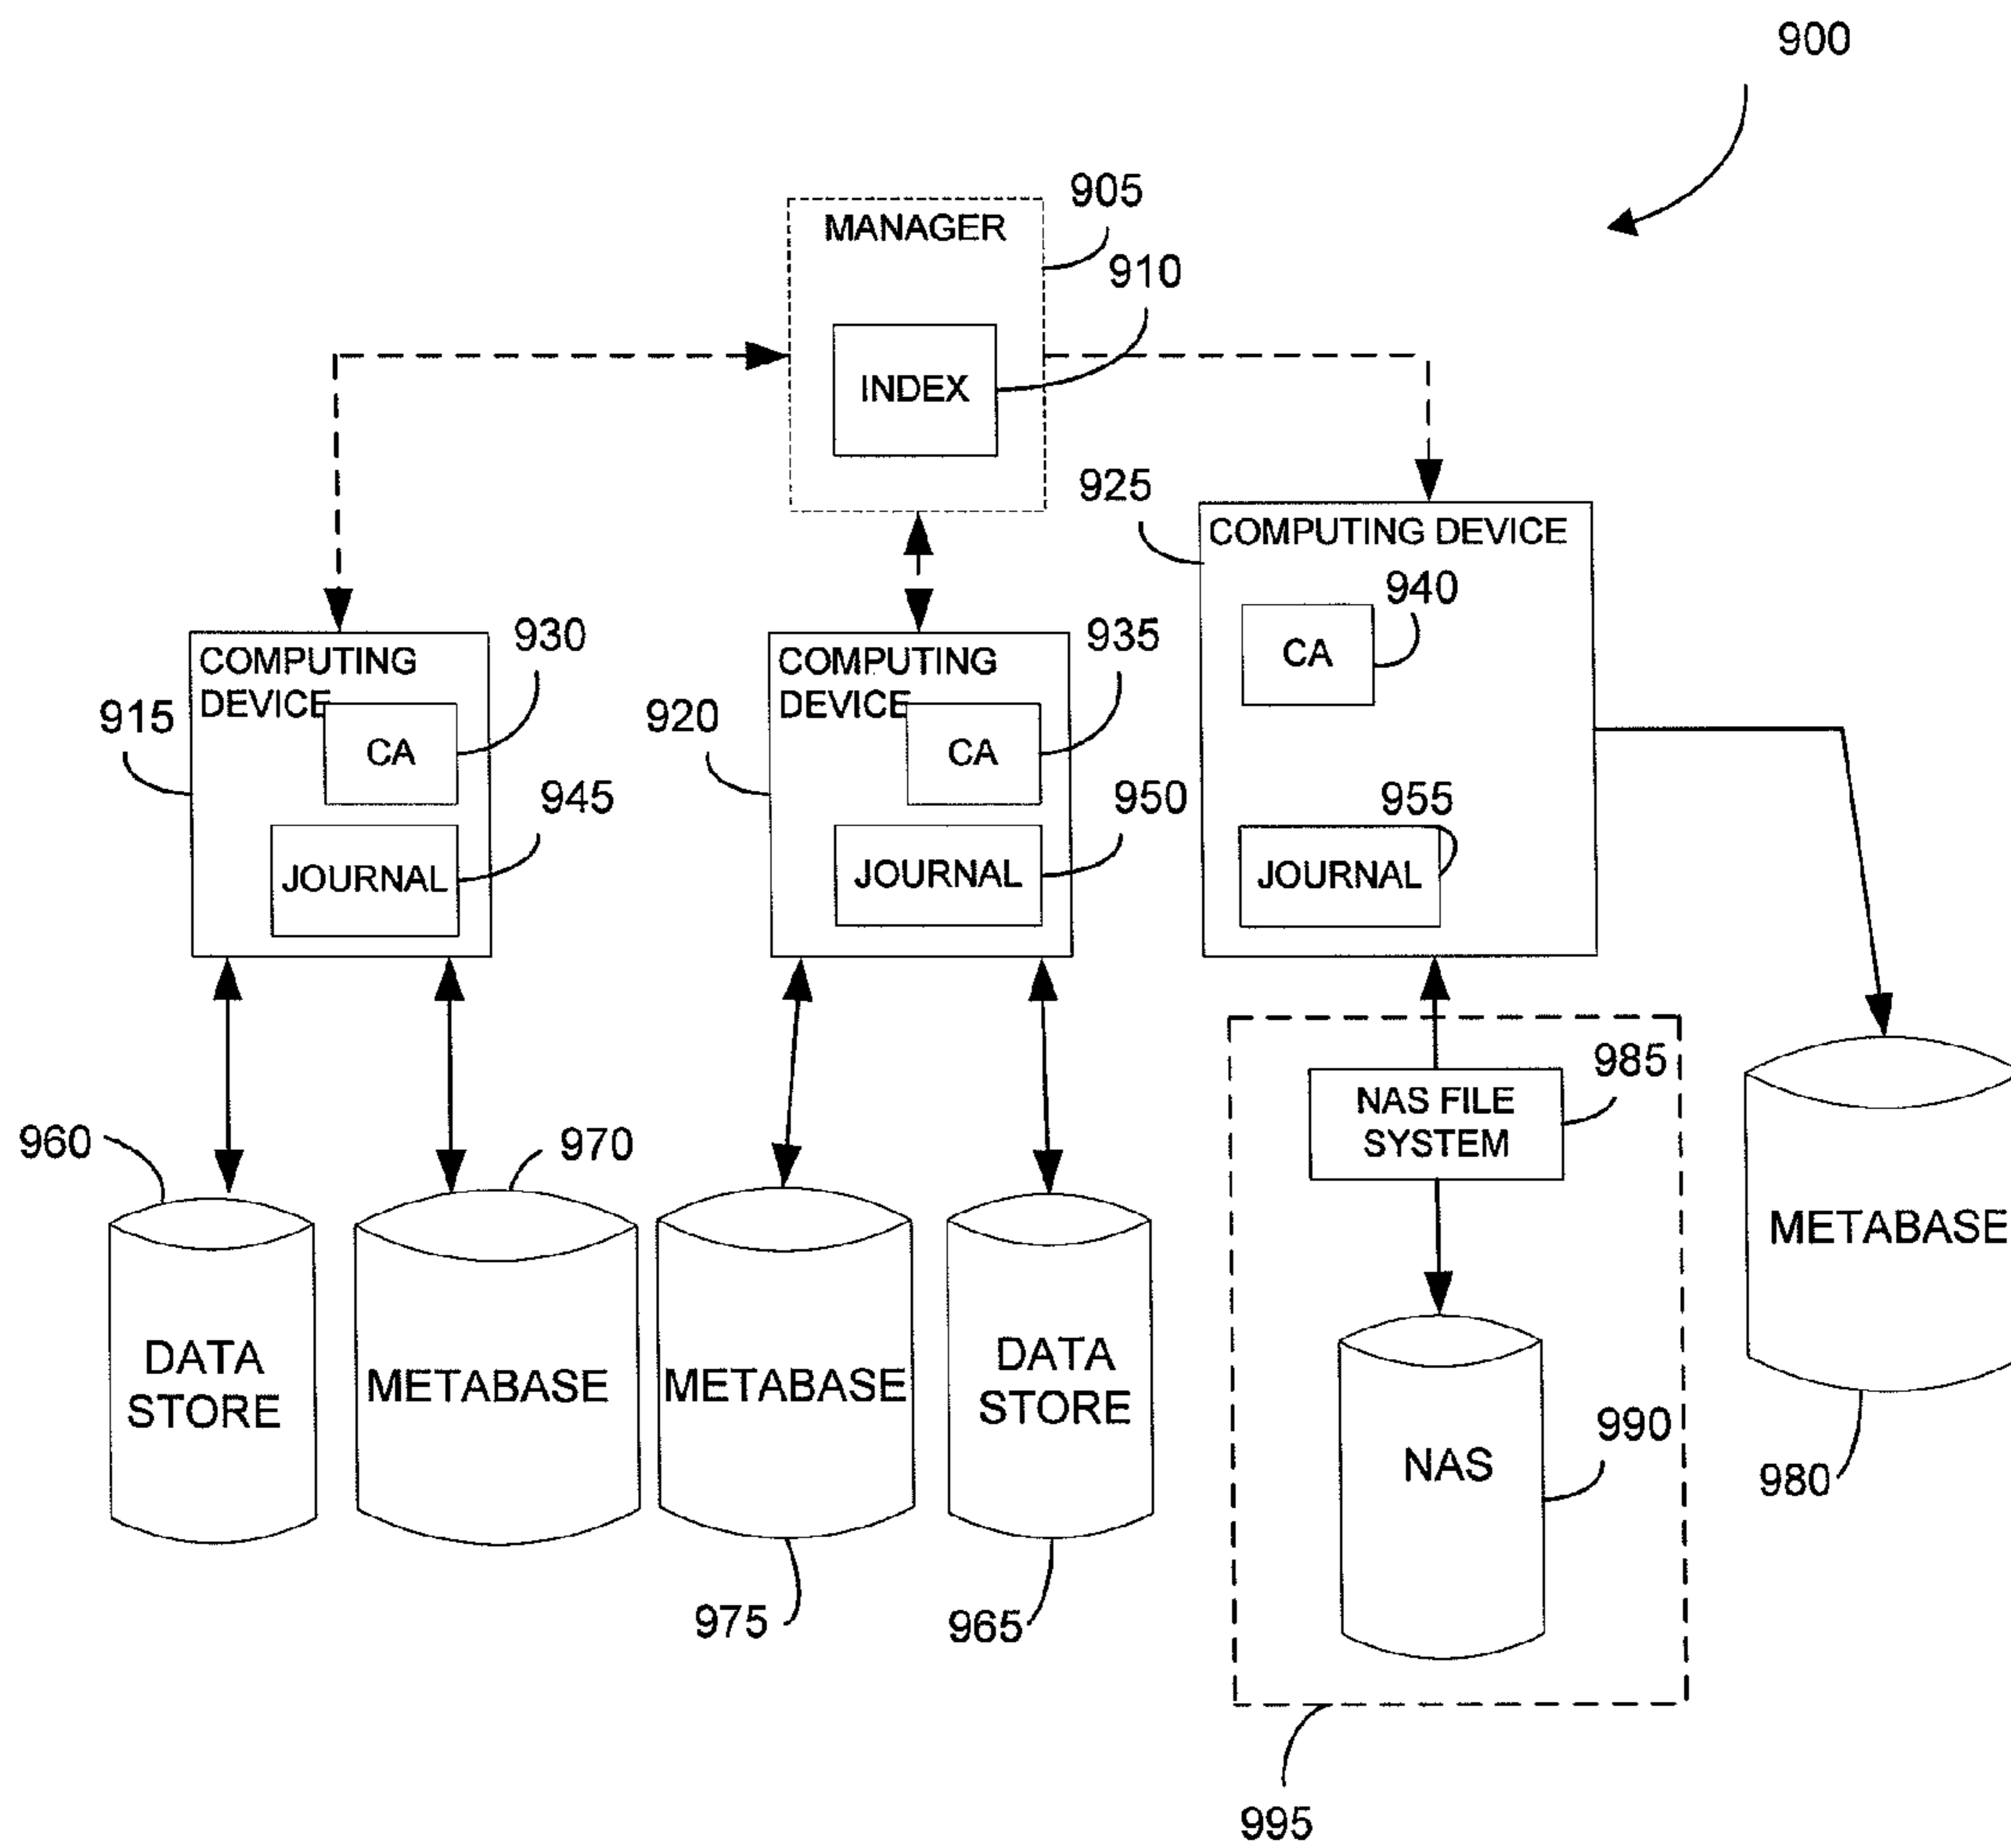 900
905
MANAGER
910
INDEX
925
COMPUTING DEVICE
940
CA
930
935
COMPUTING
DEVICE
COMPUTING
DEVICE
915
920
CA
CA
945
950
955
JOURNAL
JOURNAL
JOURNAL
985
NAS FILE
SYSTEM
960
970
METABASE
DATA
STORE
METABASE
METABASE
DATA
STORE
990
NAS
980
975
965
995